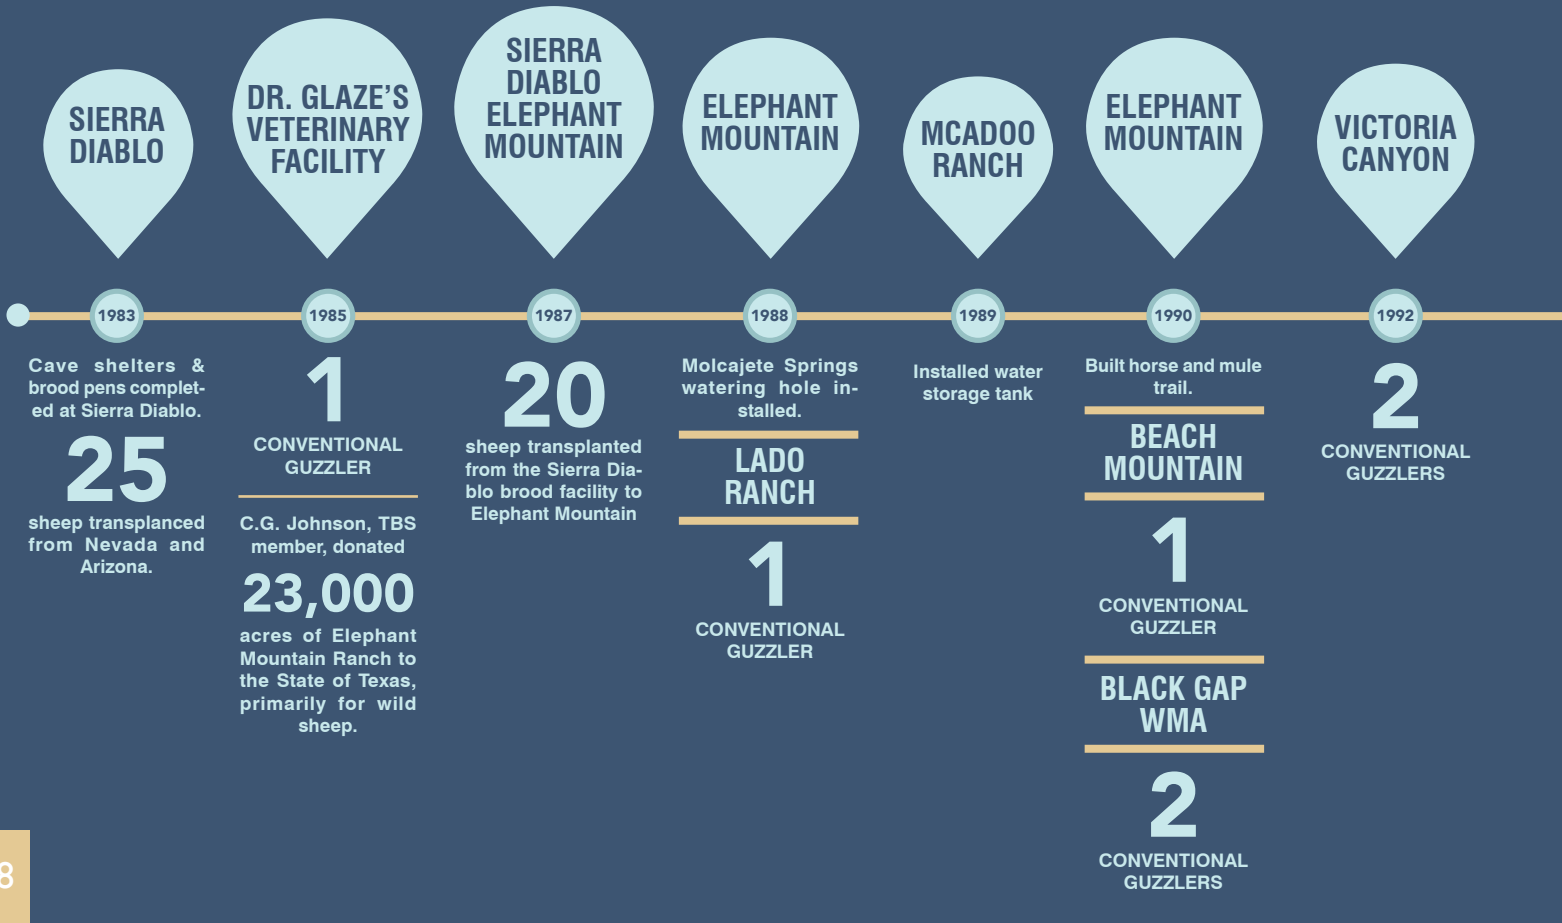 SIERRA
DIABLO
1983
Cave shelters &
brood pens complet-
ed at Sierra Diablo.
25
sheep transplanced
from Nevada and
Arizona.
DR. GLAZE’S
VETERINARY
FACILITY
1985
1
CONVENTIONAL
GUZZLER
C.G. Johnson, TBS
member, donated
23,000
acres of Elephant
Mountain Ranch to
the State of Texas,
primarily for wild
sheep.
SIERRA
DIABLO
ELEPHANT
MOUNTAIN
1987
20
sheep transplanted
from the Sierra Dia-
blo brood facility to
Elephant Mountain
ELEPHANT
MOUNTAIN
1988
Molcajete Springs
watering hole in-
stalled.
LADO
RANCH
1
CONVENTIONAL
GUZZLER
MCADOO
RANCH
1989
Installed water
storage tank
ELEPHANT
MOUNTAIN
1990
Built horse and mule
trail.
BEACH
MOUNTAIN
1
CONVENTIONAL
GUZZLER
BLACK GAP
WMA
2
CONVENTIONAL
GUZZLERS
VICTORIA
CANYON
1992
2
CONVENTIONAL
GUZZLERS
8